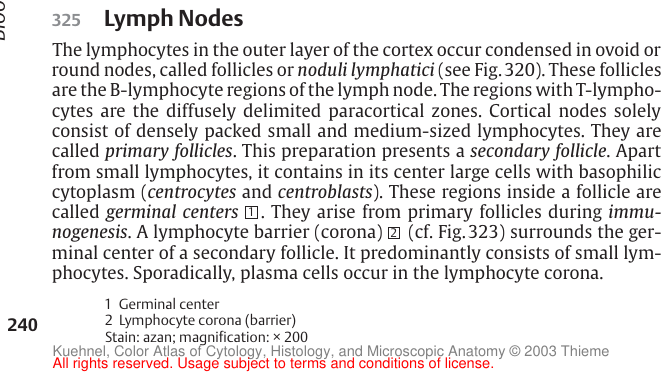 325 Lymph Nodes
The lymphocytes in the outer layer of the cortex occur condensed in ovoid or
round nodes, called follicles or noduli lymphatici (see Fig. 320). These follicles
are the B-lymphocyte regions of the lymph node. The regions with T-lympho-
cytes are the diffusely delimited paracortical zones. Cortical nodes solely
consist of densely packed small and medium-sized lymphocytes. They are
called primary follicles. This preparation presents a secondary follicle. Apart
from small lymphocytes, it contains in its center large cells with basophilic
cytoplasm (centrocytes and centroblasts). These regions inside a follicle are
called germinal centers 1. They arise from primary follicles during immu-
nogenesis. A lymphocyte barrier (corona) 2 (cf. Fig. 323) surrounds the ger-
minal center of a secondary follicle. It predominantly consists of small lym-
phocytes. Sporadically, plasma cells occur in the lymphocyte corona.
1 Germinal center
2 Lymphocyte corona (barrier)
240
Stain: azan; magnification: × 200
Kuehnel, Color Atlas of Cytology, Histology, and Microscopic Anatomy © 2003 Thieme
All rights reserved. Usage subject to terms and conditions of license.